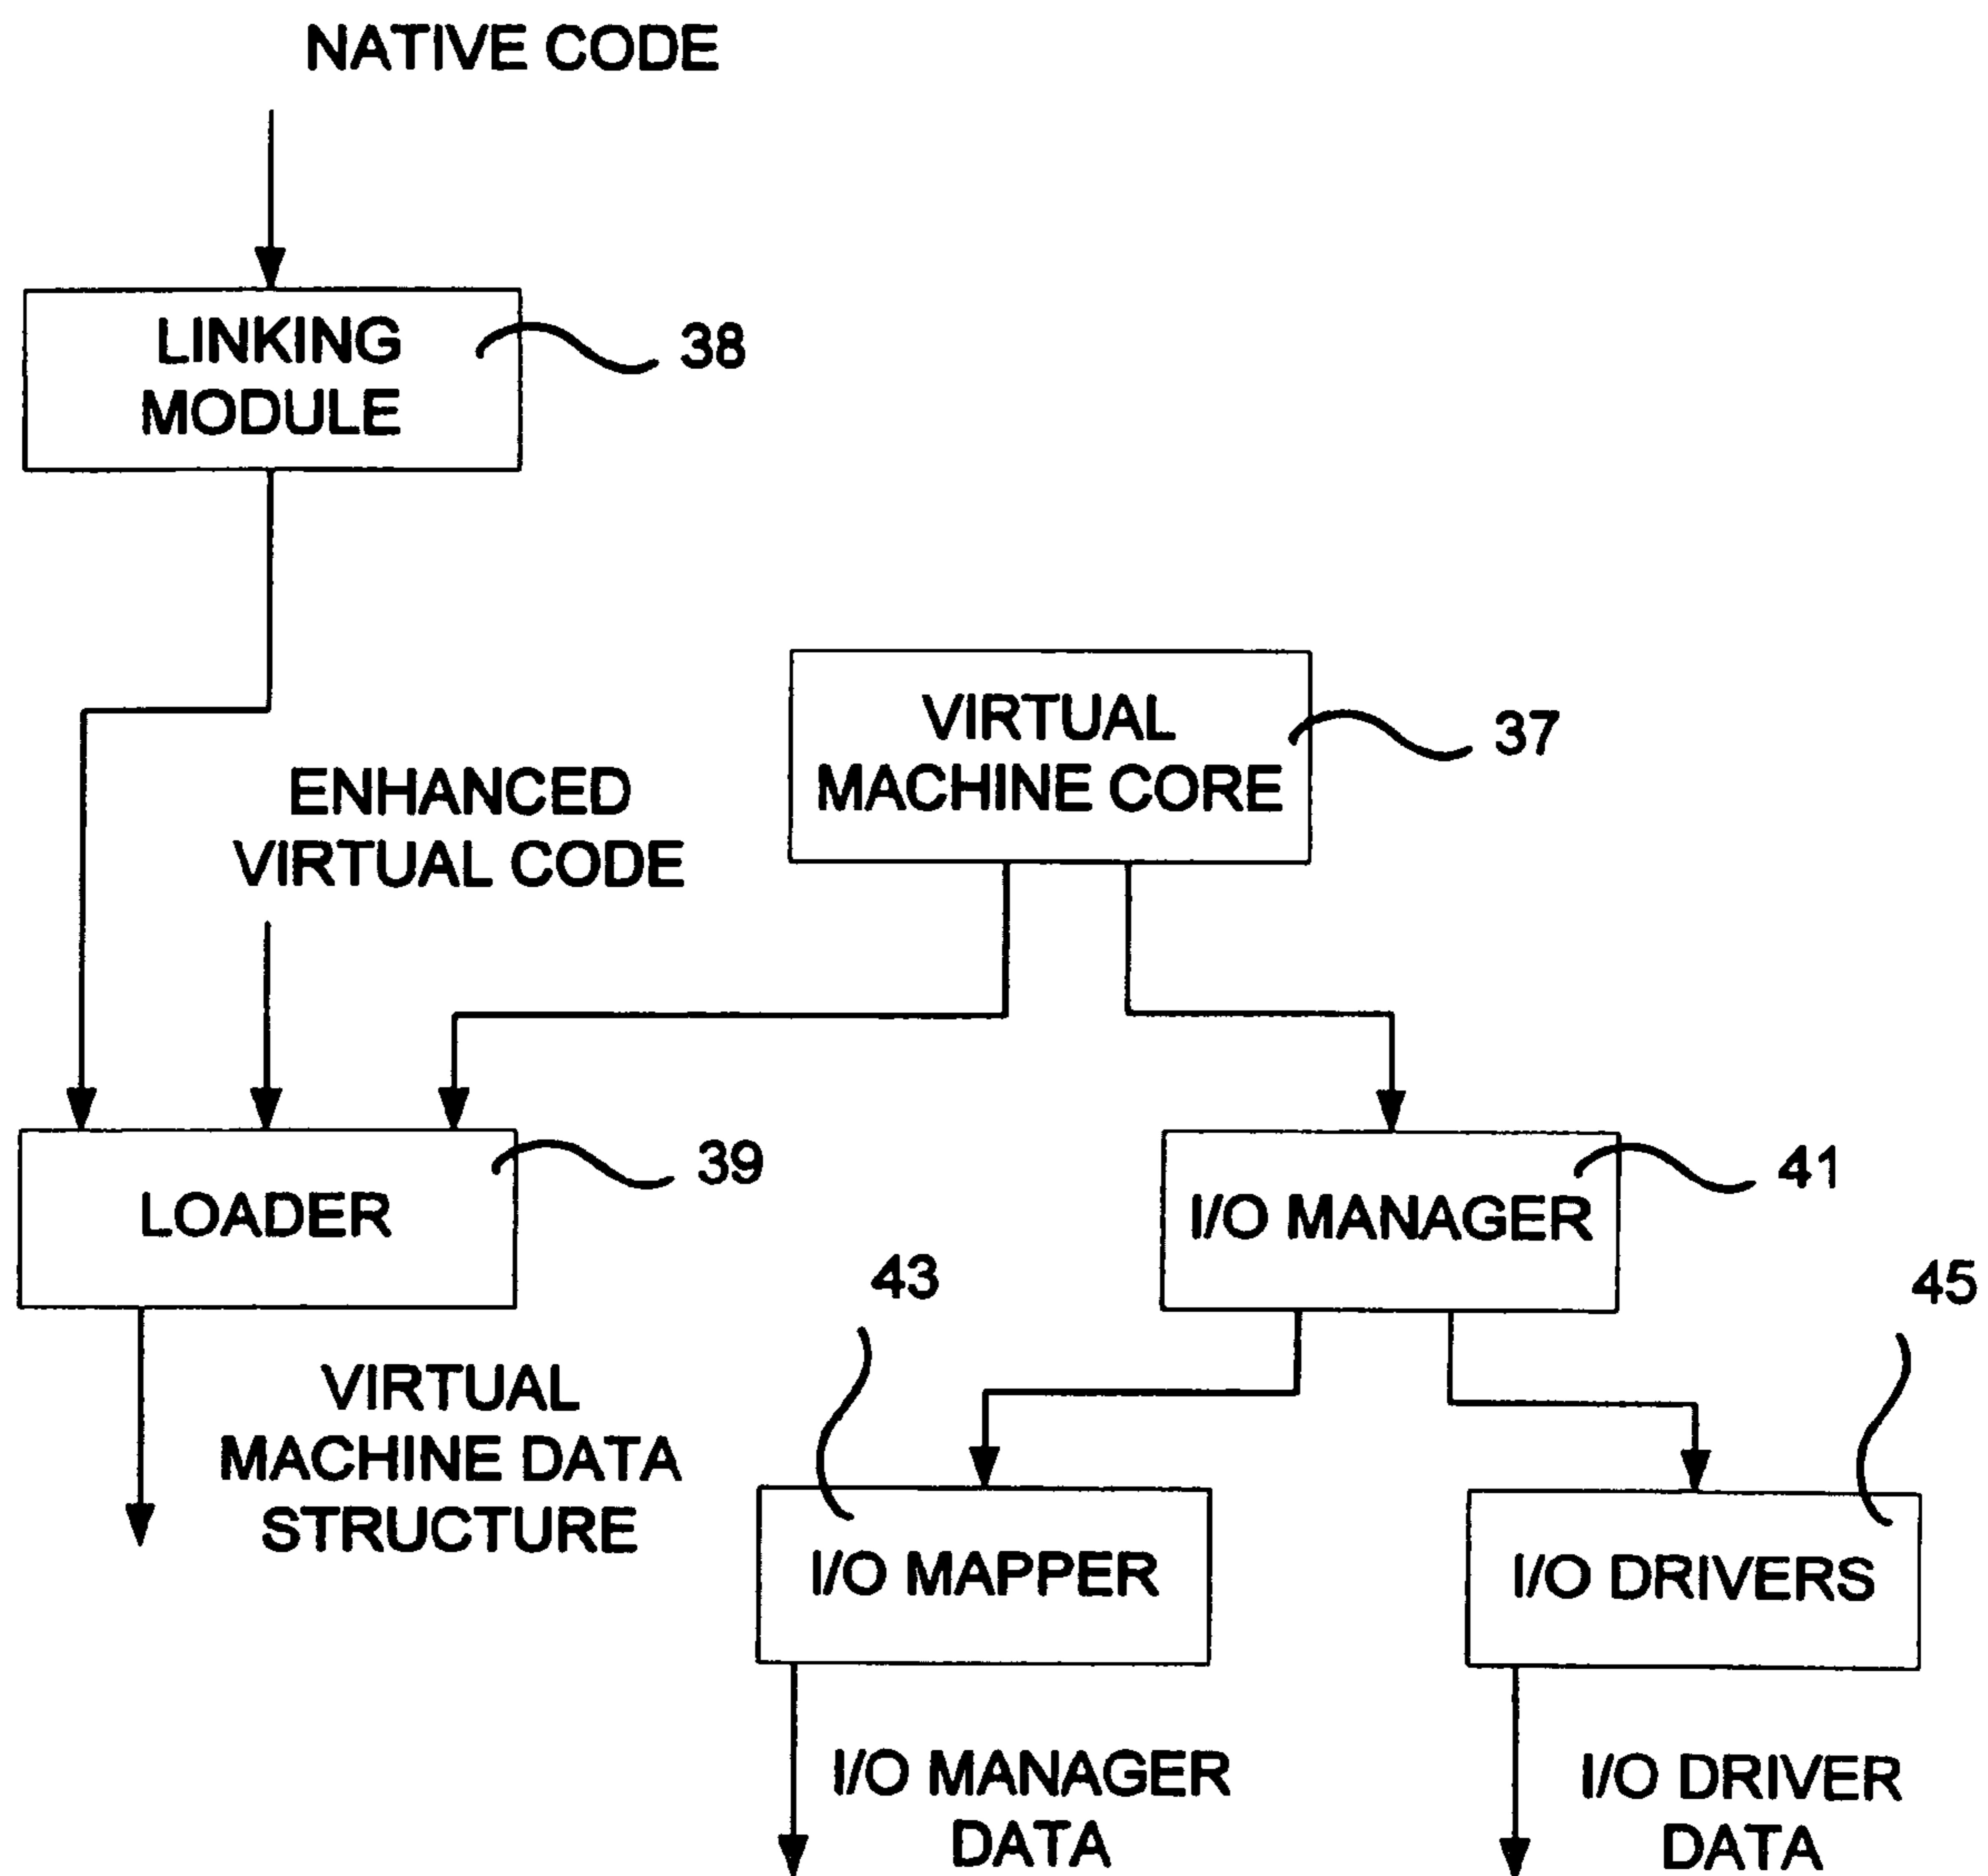 NATIVE CODE
LINKING
MODULE
38
VIRTUAL
MACHINE CORE
37
ENHANCED
VIRTUAL CODE
LOADER
39
I/O MANAGER
41
43
45
VIRTUAL
MACHINE DATA
STRUCTURE
I/O MAPPER
I/O DRIVERS
I/O MANAGER
DATA
I/O DRIVER
DATA